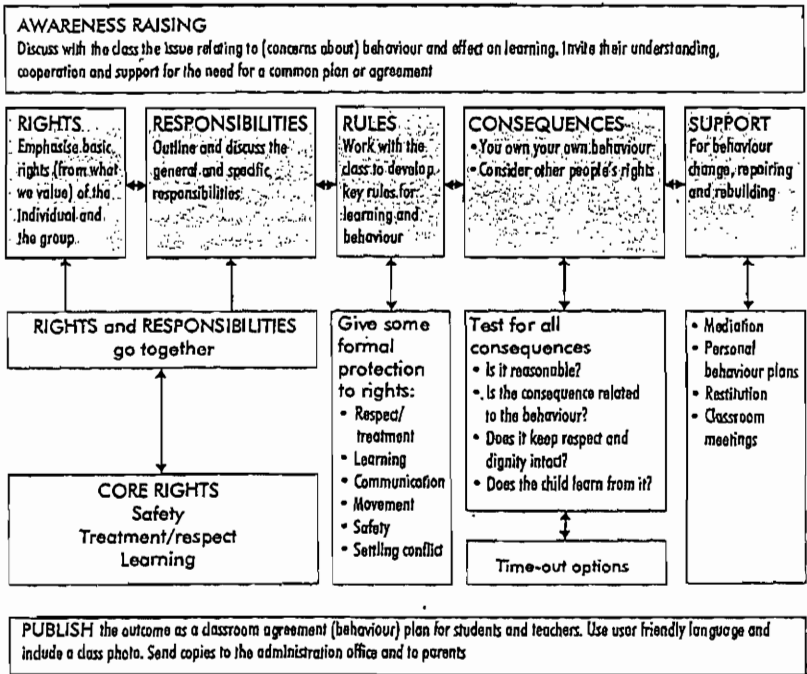 AWARENESS RAISING
Discuss with the class the issue relating to (concerns about) behaviour and effect on learning. Invite their understanding,
cooperation and support for the need for a common plan or agreement
RIGHTS
Emphasise basic
rights (from what
we value) of the
individual and
the group
RESPONSIBILITIES
Outline and discuss the
general and specific
responsibilities
RULES
Work with the
class to develop
key rules for
learning and
behaviour
CONSEQUENCES
• You own your own behaviour
• Consider other people's rights
SUPPORT
For behaviour
change, repairing
and rebuilding
RIGHTS and RESPONSIBILITIES
go together
CORE RIGHTS
Safety
Treatment/respect
Learning
Give some
formal
protection
to rights:
• Respect/
treatment
• Learning
• Communication
• Movement
• Safety
• Settling conflict
Test for all
consequences
• Is it reasonable?
• Is the consequence related
to the behaviour?
• Does it keep respect and
dignity intact?
• Does the child learn from it?
Time-out options
• Mediation
• Personal
behaviour plans
• Restitution
• Classroom
meetings
PUBLISH the outcome as a classroom agreement (behaviour) plan for students and teachers. Use user friendly language and
include a class photo. Send copies to the administration office and to parents